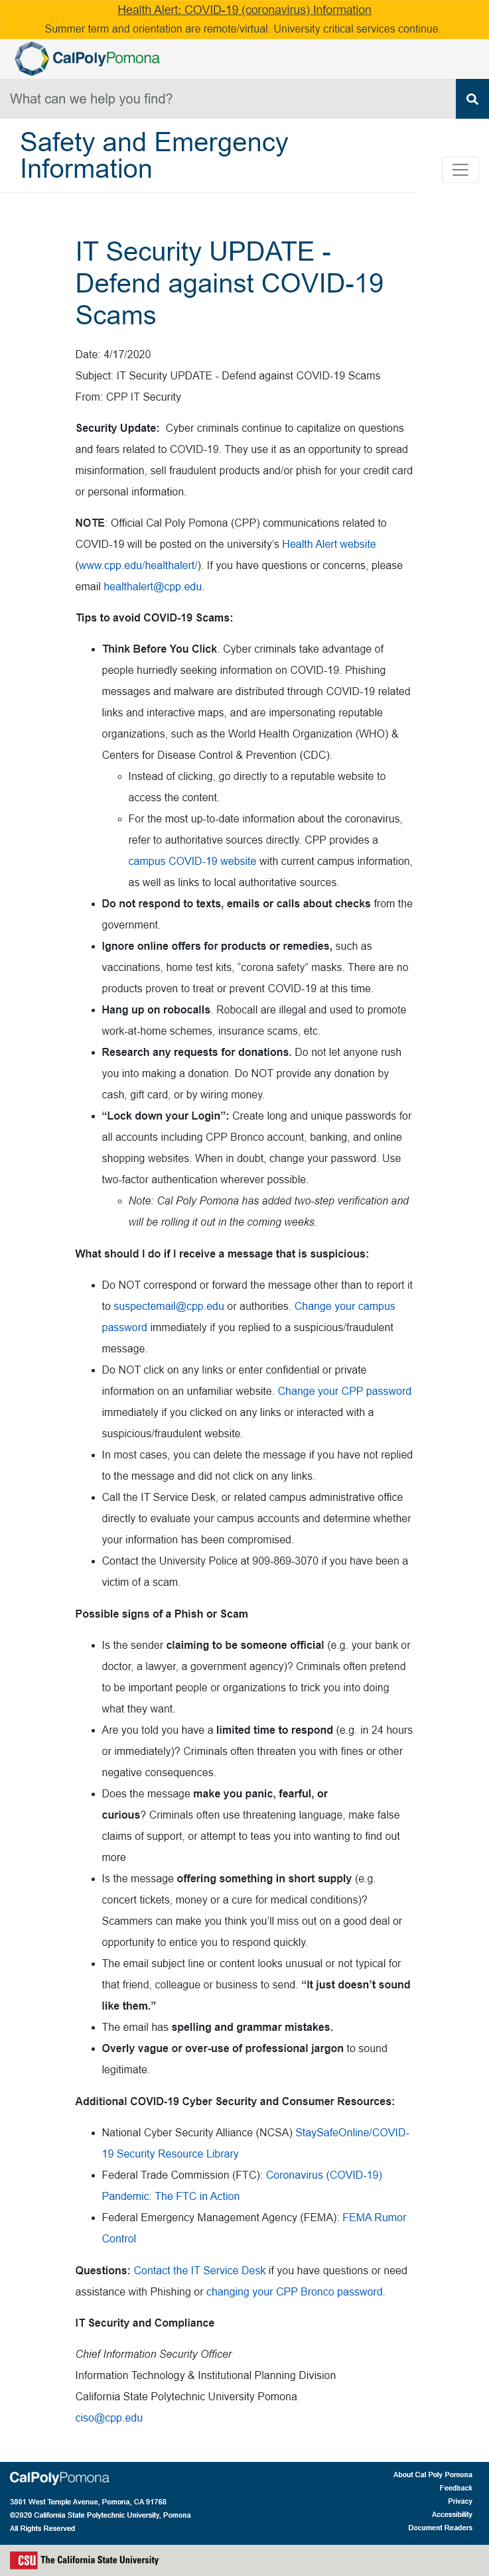 Health Alert: COVID-19 (coronavirus) Information
Summer term and orientation are remote/virtual. University critical services continue.
CalPolyPomona
What can we help you find?
Safety and Emergency
Information
IT Security UPDATE -
Defend against COVID-19
Scams
Date: 4/17/2020
Subject: IT Security UPDATE - Defend against COVID-19 Scams
From: CPP IT Security
Security Update:  Cyber criminals continue to capitalize on questions
and fears related to COVID-19. They use it as an opportunity to spread
misinformation, sell fraudulent products and/or phish for your credit card
or personal information.
NOTE: Official Cal Poly Pomona (CPP) communications related to
COVID-19 will be posted on the university's Health Alert website
(www.cpp.edu/healthalert/). If you have questions or concerns, please
email healthalert@cpp.edu.
Tips to avoid COVID-19 Scams:
• Think Before You Click. Cyber criminals take advantage of
people hurriedly seeking information on COVID-19. Phishing
messages and malware are distributed through COVID-19 related
links and interactive maps, and are impersonating reputable
organizations, such as the World Health Organization (WHO) &
Centers for Disease Control & Prevention (CDC).
◦ Instead of clicking, go directly to a reputable website to
access the content.
◦ For the most up-to-date information about the coronavirus,
refer to authoritative sources directly. CPP provides a
campus COVID-19 website with current campus information,
as well as links to local authoritative sources.
• Do not respond to texts, emails or calls about checks from the
government.
• Ignore online offers for products or remedies, such as
vaccinations, home test kits, "corona safety" masks. There are no
products proven to treat or prevent COVID-19 at this time.
• Hang up on robocalls. Robocall are illegal and used to promote
work-at-home schemes, insurance scams, etc.
• Research any requests for donations. Do not let anyone rush
you into making a donation. Do NOT provide any donation by
cash, gift card, or by wiring money.
• “Lock down your Login”: Create long and unique passwords for
all accounts including CPP Bronco account, banking, and online
shopping websites. When in doubt, change your password. Use
two-factor authentication wherever possible.
◦ Note: Cal Poly Pomona has added two-step verification and
will be rolling it out in the coming weeks.
What should I do if I receive a message that is suspicious:
• Do NOT correspond or forward the message other than to report it
to suspectemail@cpp.edu or authorities. Change your campus
password immediately if you replied to a suspicious/fraudulent
message.
• Do NOT click on any links or enter confidential or private
information on an unfamiliar website. Change your CPP password
immediately if you clicked on any links or interacted with a
suspicious/fraudulent website.
• In most cases, you can delete the message if you have not replied
to the message and did not click on any links.
• Call the IT Service Desk, or related campus administrative office
directly to evaluate your campus accounts and determine whether
your information has been compromised.
• Contact the University Police at 909-869-3070 if you have been a
victim of a scam.
Possible signs of a Phish or Scam
• Is the sender claiming to be someone official (e.g. your bank or
doctor, a lawyer, a government agency)? Criminals often pretend
to be important people or organizations to trick you into doing
what they want.
• Are you told you have a limited time to respond (e.g. in 24 hours
or immediately)? Criminals often threaten you with fines or other
negative consequences.
• Does the message make you panic, fearful, or
curious? Criminals often use threatening language, make false
claims of support, or attempt to teas you into wanting to find out
more
• Is the message offering something in short supply (e.g.
concert tickets, money or a cure for medical conditions)?
Scammers can make you think you'll miss out on a good deal or
opportunity to entice you to respond quickly.
• The email subject line or content looks unusual or not typical for
that friend, colleague or business to send. “It just doesn’t sound
like them.”
• The email has spelling and grammar mistakes.
• Overly vague or over-use of professional jargon to sound
legitimate.
Additional COVID-19 Cyber Security and Consumer Resources:
• National Cyber Security Alliance (NCSA) StaySafeOnline/COVID-
19 Security Resource Library
• Federal Trade Commission (FTC): Coronavirus (COVID-19)
Pandemic: The FTC in Action
• Federal Emergency Management Agency (FEMA): FEMA Rumor
Control
Questions: Contact the IT Service Desk if you have questions or need
assistance with Phishing or changing your CPP Bronco password.
IT Security and Compliance
Chief Information Security Officer
Information Technology & Institutional Planning Division
California State Polytechnic University Pomona
ciso@cpp.edu
CalPolyPomona
3801 West Temple Avenue, Pomona, CA 91768
©2020 California State Polytechnic University, Pomona
All Rights Reserved
About Cal Poly Pomona
Feedback
Privacy
Accessibility
Document Readers
CSU The California State University